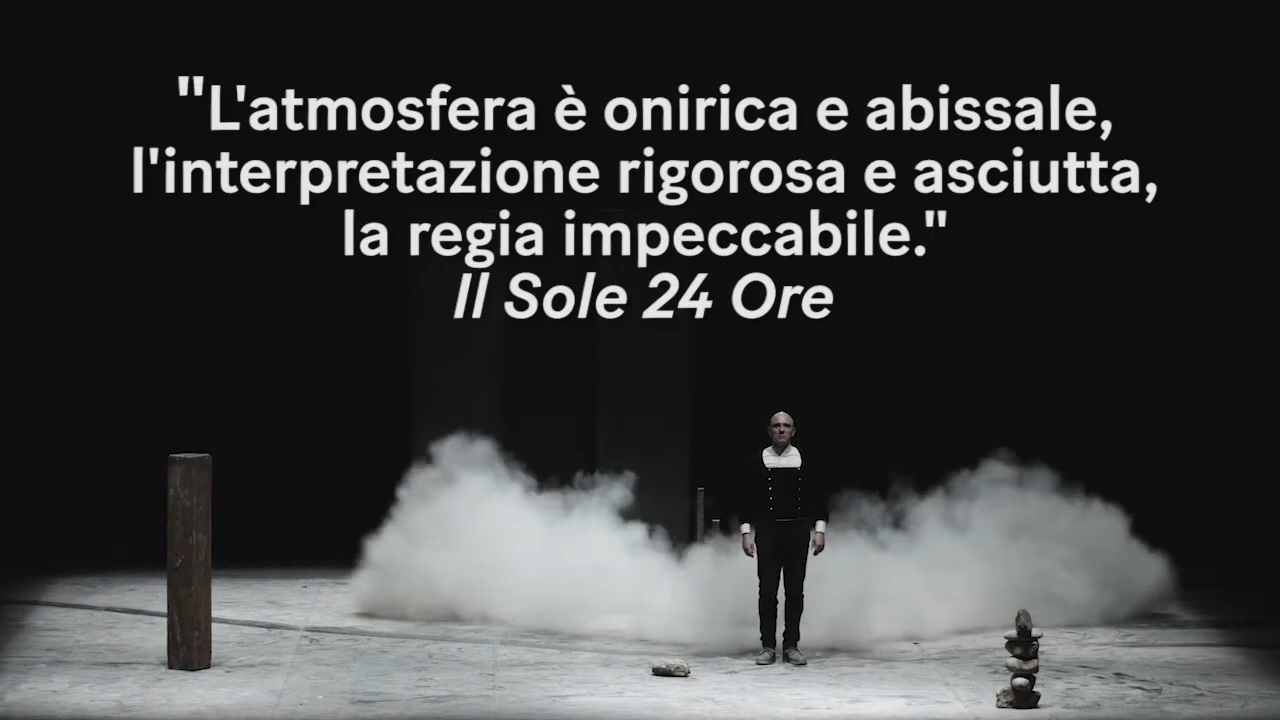 "L'atmosfera è onirica e abissale,
l'interpretazione rigorosa e asciutta,
la regia impeccabile."
Il Sole 24 Ore